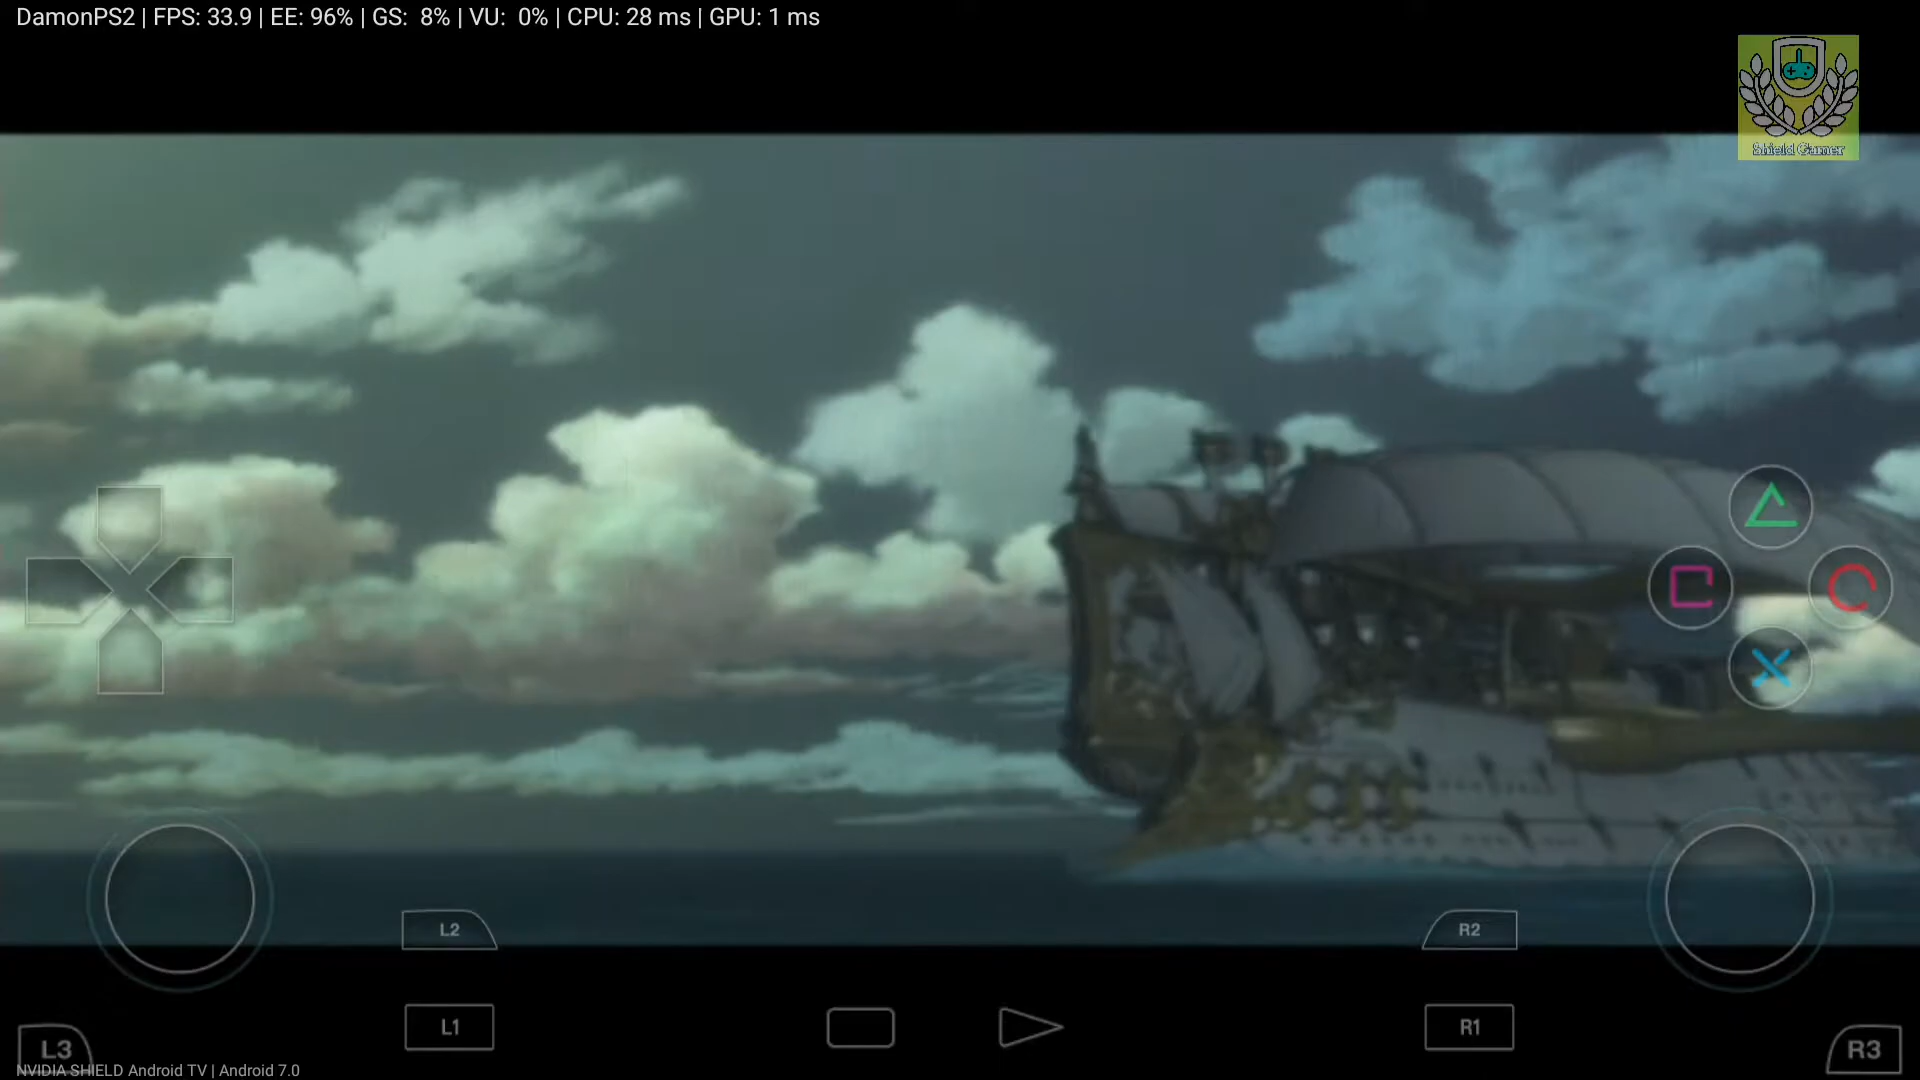 DamonPS2 | FPS: 33.9 | EE: 96% | GS: 8% | VU: 0% | CPU: 28 ms | GPU: 1 ms
Shield Gamer
L2
R2
L1
R1
L3
R3
NVIDIA SHIELD Android TV | Android 7.0